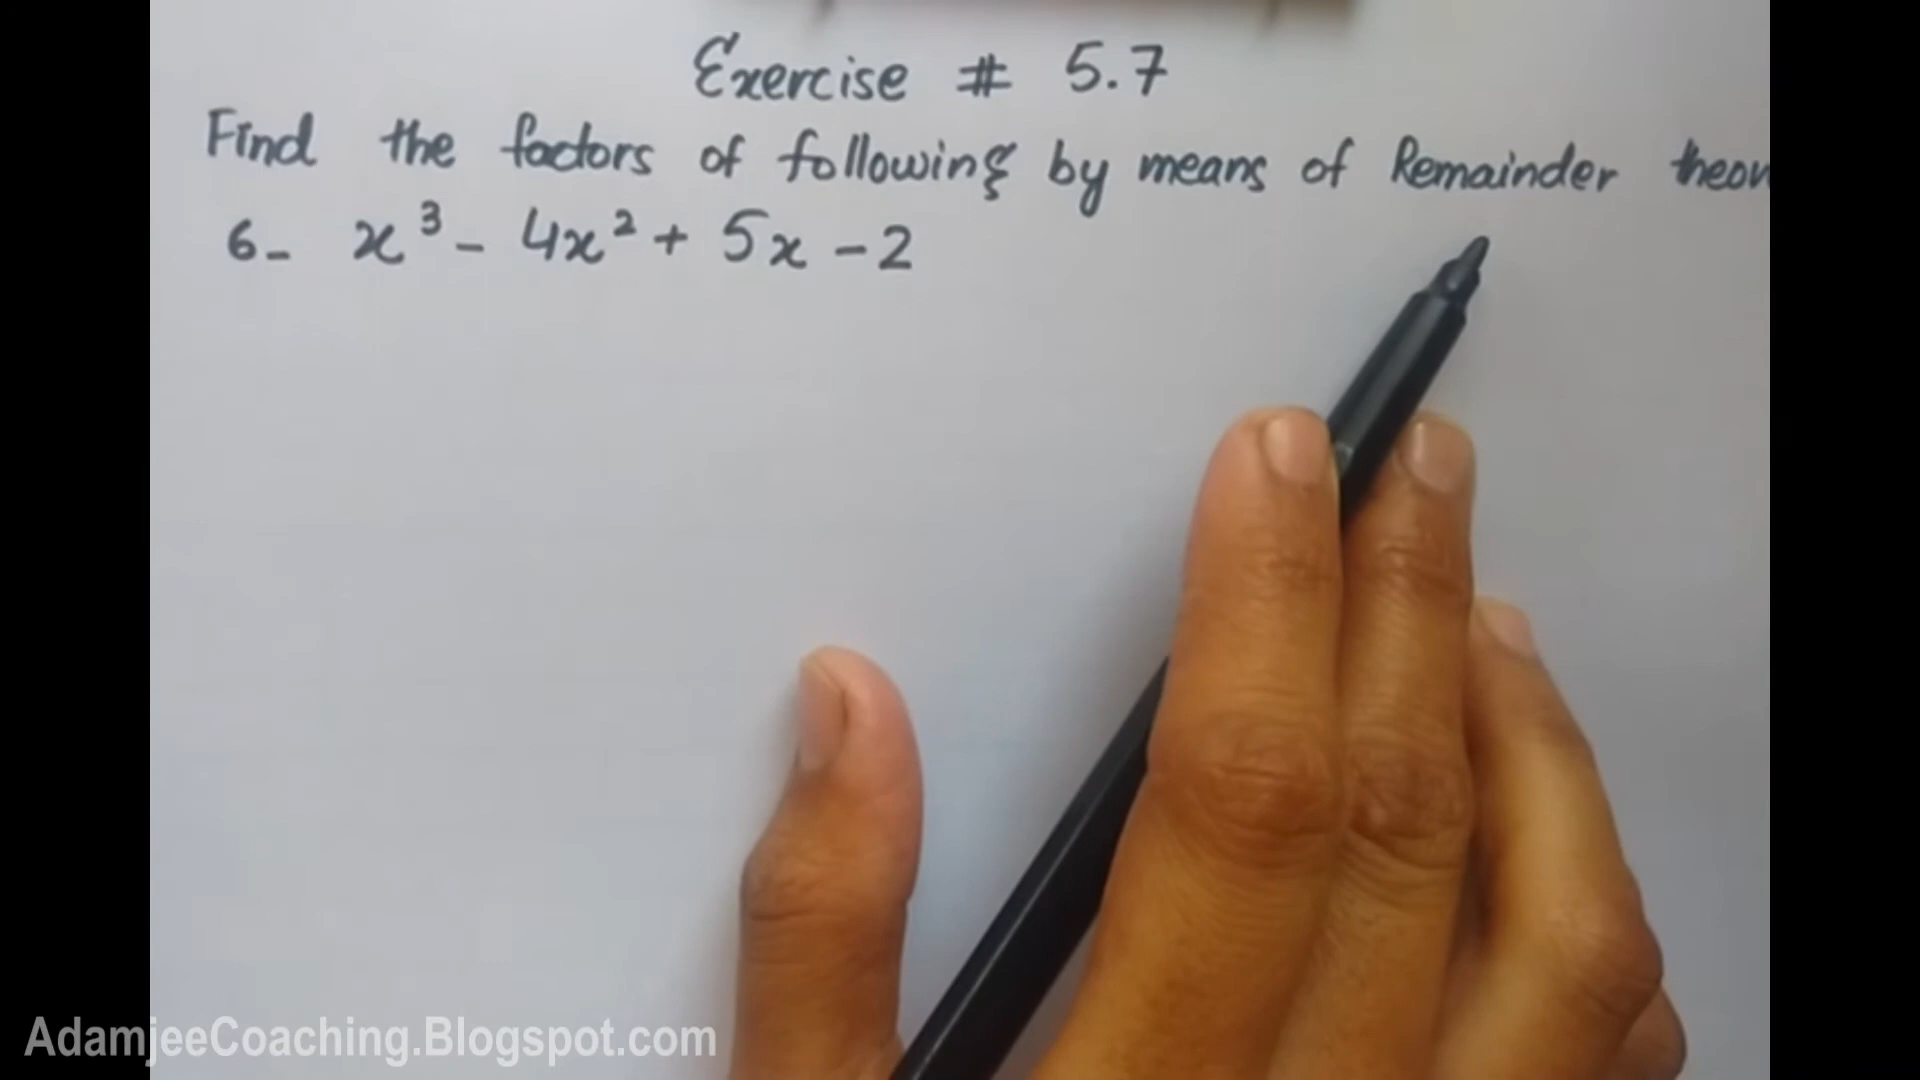 Exercise # 5.7
Find the factors of following by means of Remainder
6- x³ - 4x² + 5x - 2
AdamjeeCoaching.Blogspot.com